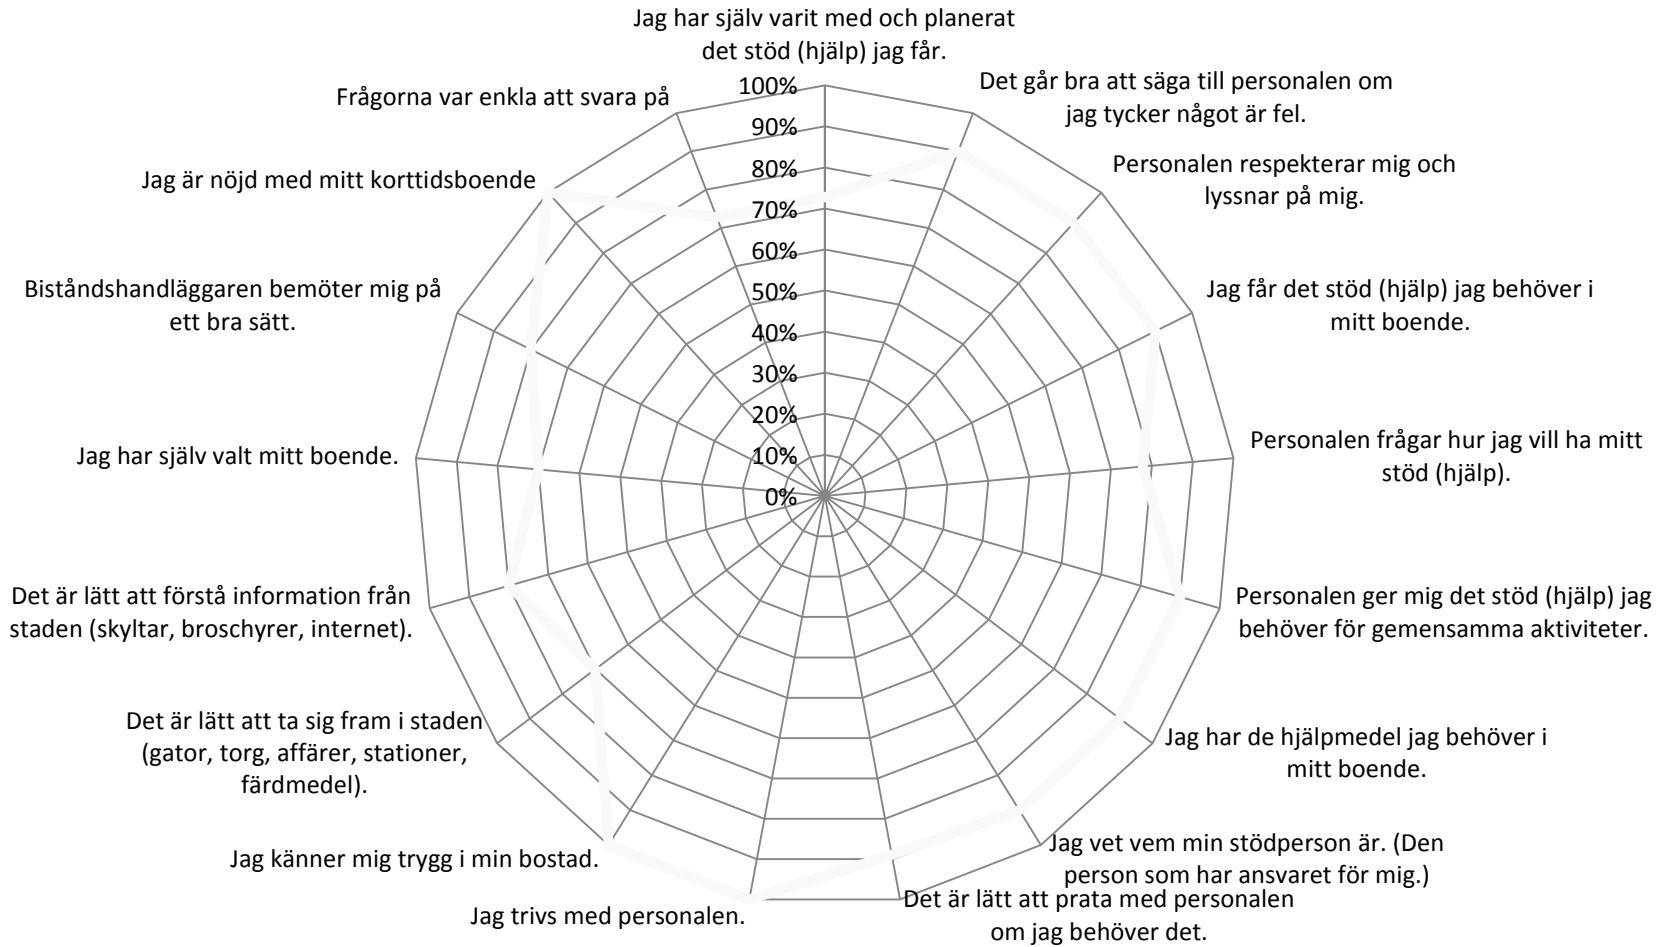 Jag har själv varit med och planerat
det stöd (hjälp) jag får.
Det går bra att säga till personalen om
jag tycker något är fel.
Personalen respekterar mig och
lyssnar på mig.
Jag får det stöd (hjälp) jag behöver i
mitt boende.
Personalen frågar hur jag vill ha mitt
stöd (hjälp).
Personalen ger mig det stöd (hjälp) jag
behöver för gemensamma aktiviteter.
Jag har de hjälpmedel jag behöver i
mitt boende.
Jag vet vem min stödperson är. (Den
person som har ansvaret för mig.)
Det är lätt att prata med personalen
om jag behöver det.
Jag trivs med personalen.
Jag känner mig trygg i min bostad.
Det är lätt att ta sig fram i staden
(gator, torg, affärer, stationer,
färdmedel).
Det är lätt att förstå information från
staden (skyltar, broschyrer, internet).
Jag har själv valt mitt boende.
Biståndshandläggaren bemöter mig på
ett bra sätt.
Jag är nöjd med mitt korttidsboende
Frågorna var enkla att svara på
100%
90%
80%
70%
60%
50%
40%
30%
20%
10%
0%